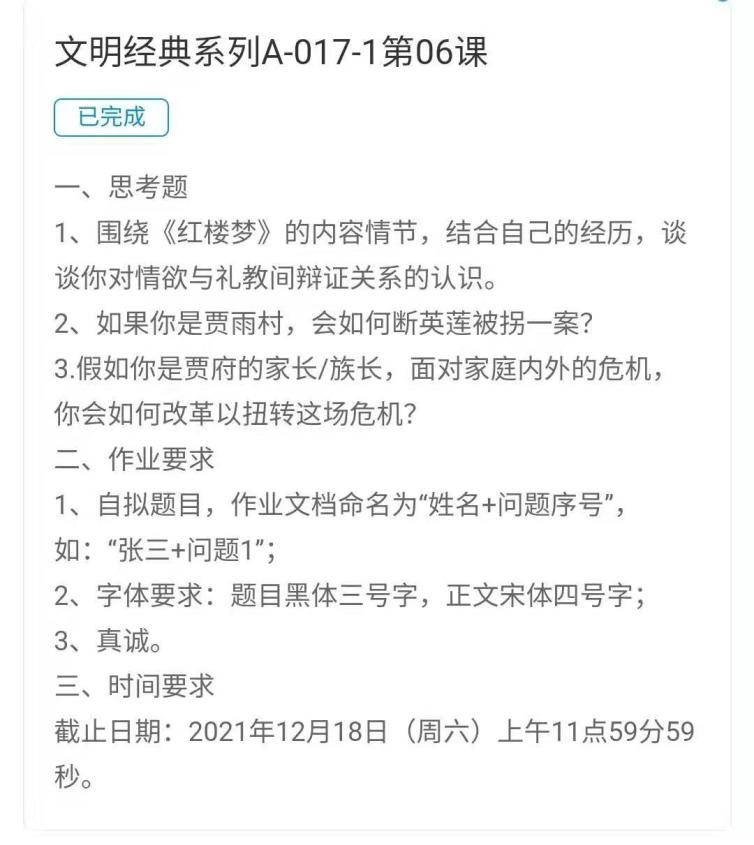 文明经典系列A-017-1第06课
已完成
一、思考题
1、围绕《红楼梦》的内容情节，结合自己的经历，谈
谈你对情欲与礼教间辩证关系的认识。
2、如果你是贾雨村，会如何断英莲被拐一案？
3.假如你是贾府的家长/族长，面对家庭内外的危机，
你会如何改革以扭转这场危机？
二、作业要求
1、自拟题目，作业文档命名为“姓名+问题序号”，
如：“张三+问题1”；
2、字体要求：题目黑体三号字，正文宋体四号字；
3、真诚。
三、时间要求
截止日期：2021年12月18日（周六）上午11点59分59
秒。